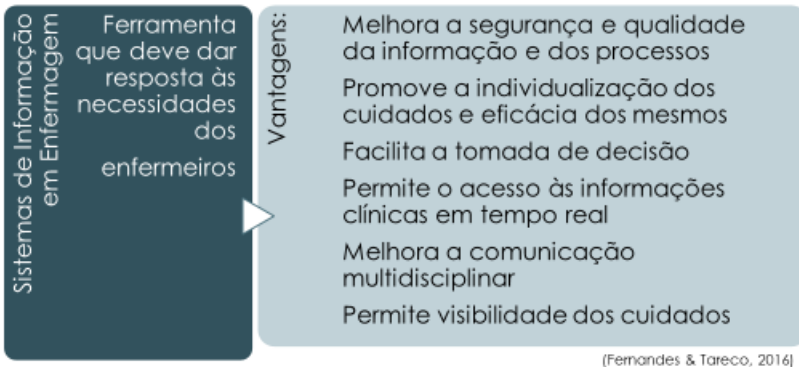 Sistemas de Informação
em Enfermagem
Ferramenta
que deve dar
resposta às
necessidades
dos
enfermeiros
Vantagens:
Melhora a segurança e qualidade
da informação e dos processos
Promove a individualização dos
cuidados e eficácia dos mesmos
Facilita a tomada de decisão
Permite o acesso às informações
clínicas em tempo real
Melhora a comunicação
multidisciplinar
Permite visibilidade dos cuidados
(Fernandes & Tareco, 2016)